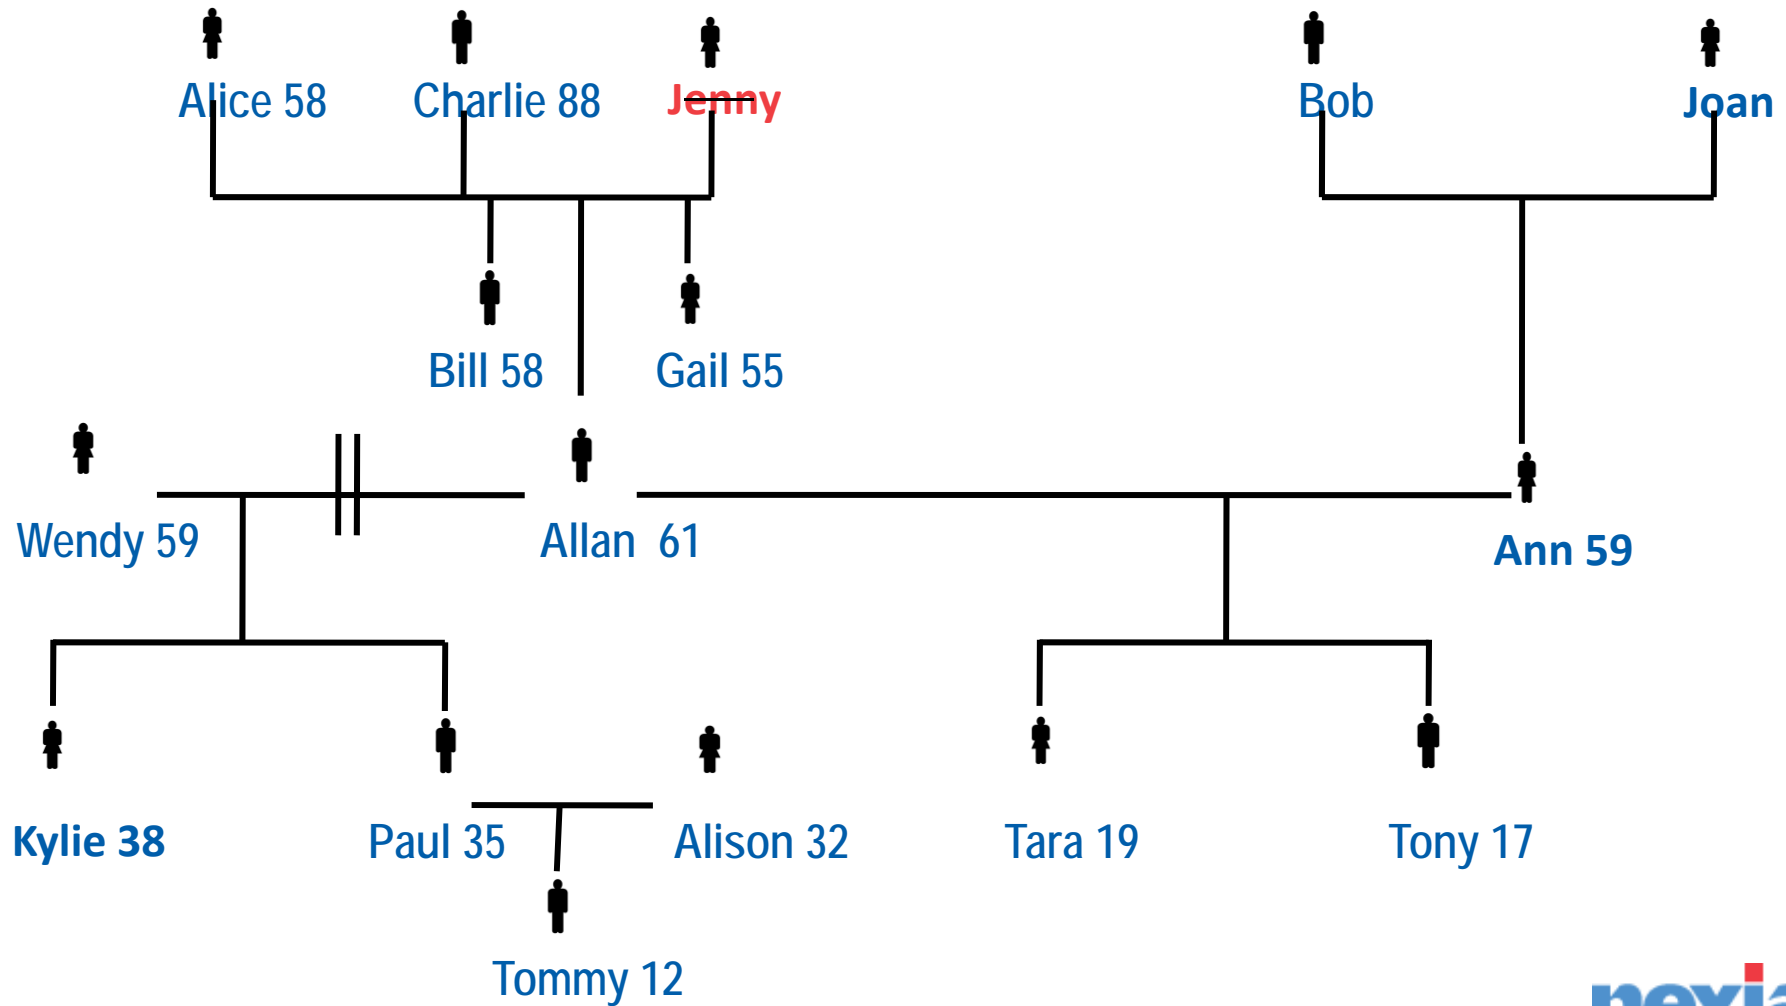 Alice 58 Charlie 88 Jenny Bob Joan
Bill 58 Gail 55
Wendy 59 Allan 61 Ann 59
Kylie 38 Paul 35 Alison 32 Tara 19 Tony 17
Tommy 12
nexia